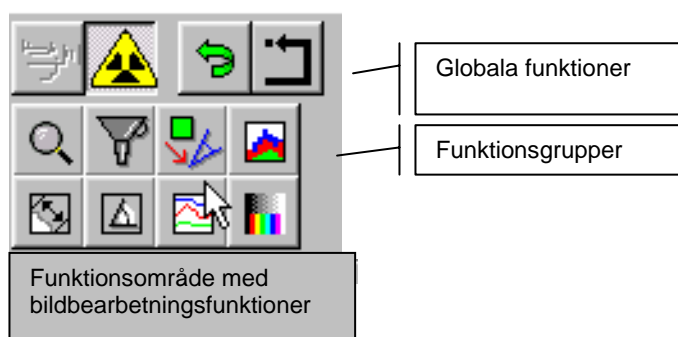 Globala funktioner
Funktionsgrupper
Funktionsområde med
bildbearbetningsfunktioner